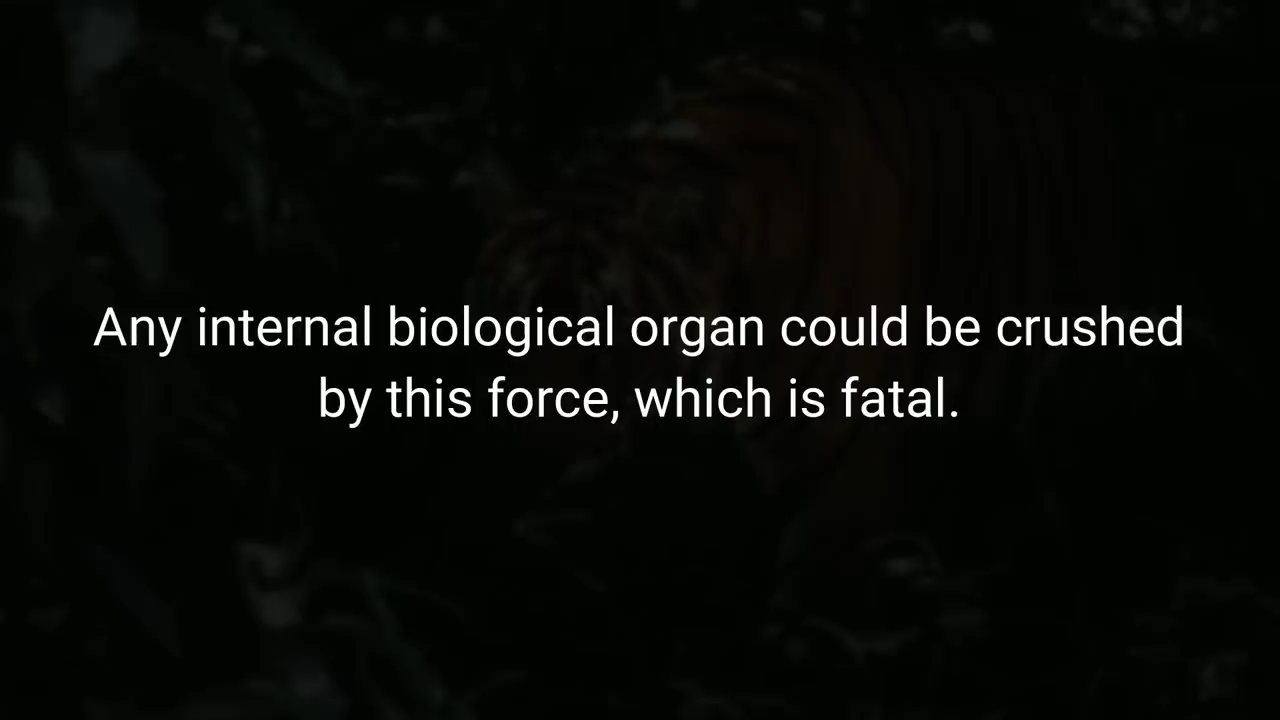 Any internal biological organ could be crushed
by this force, which is fatal.